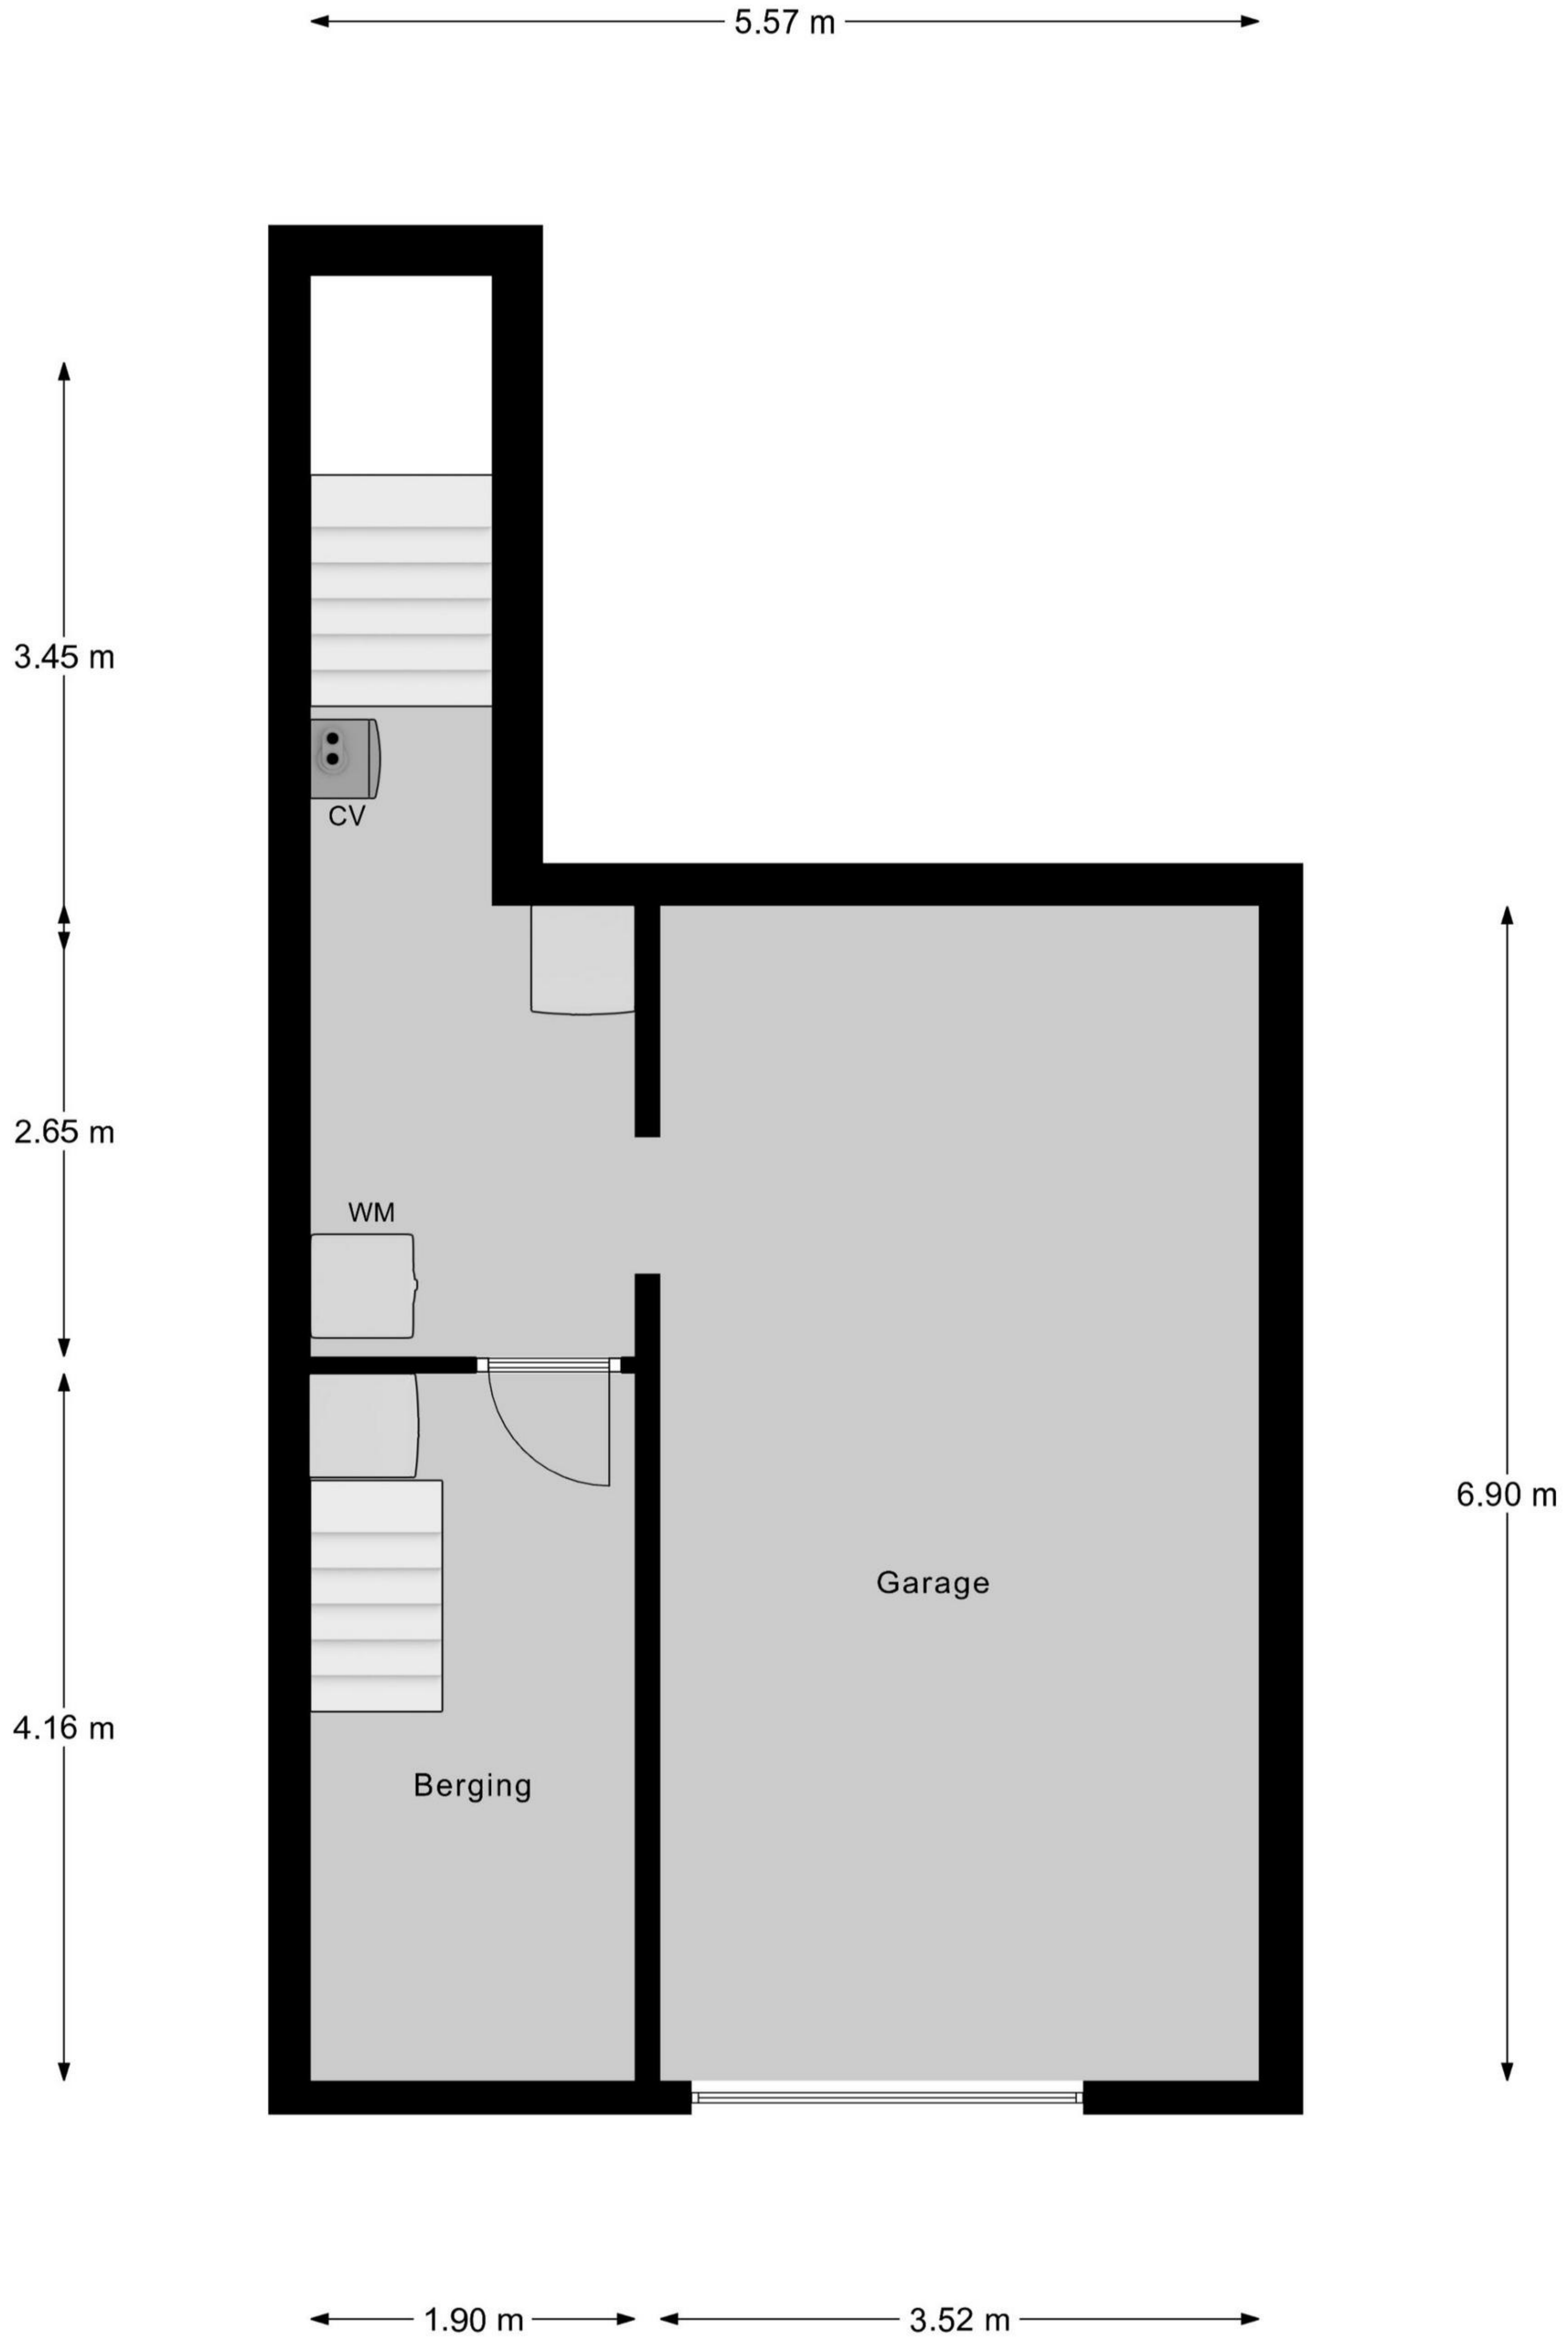 5.57 m
3.45 m
CV
2.65 m
WM
6.90 m
Garage
4.16 m
Berging
1.90 m
3.52 m